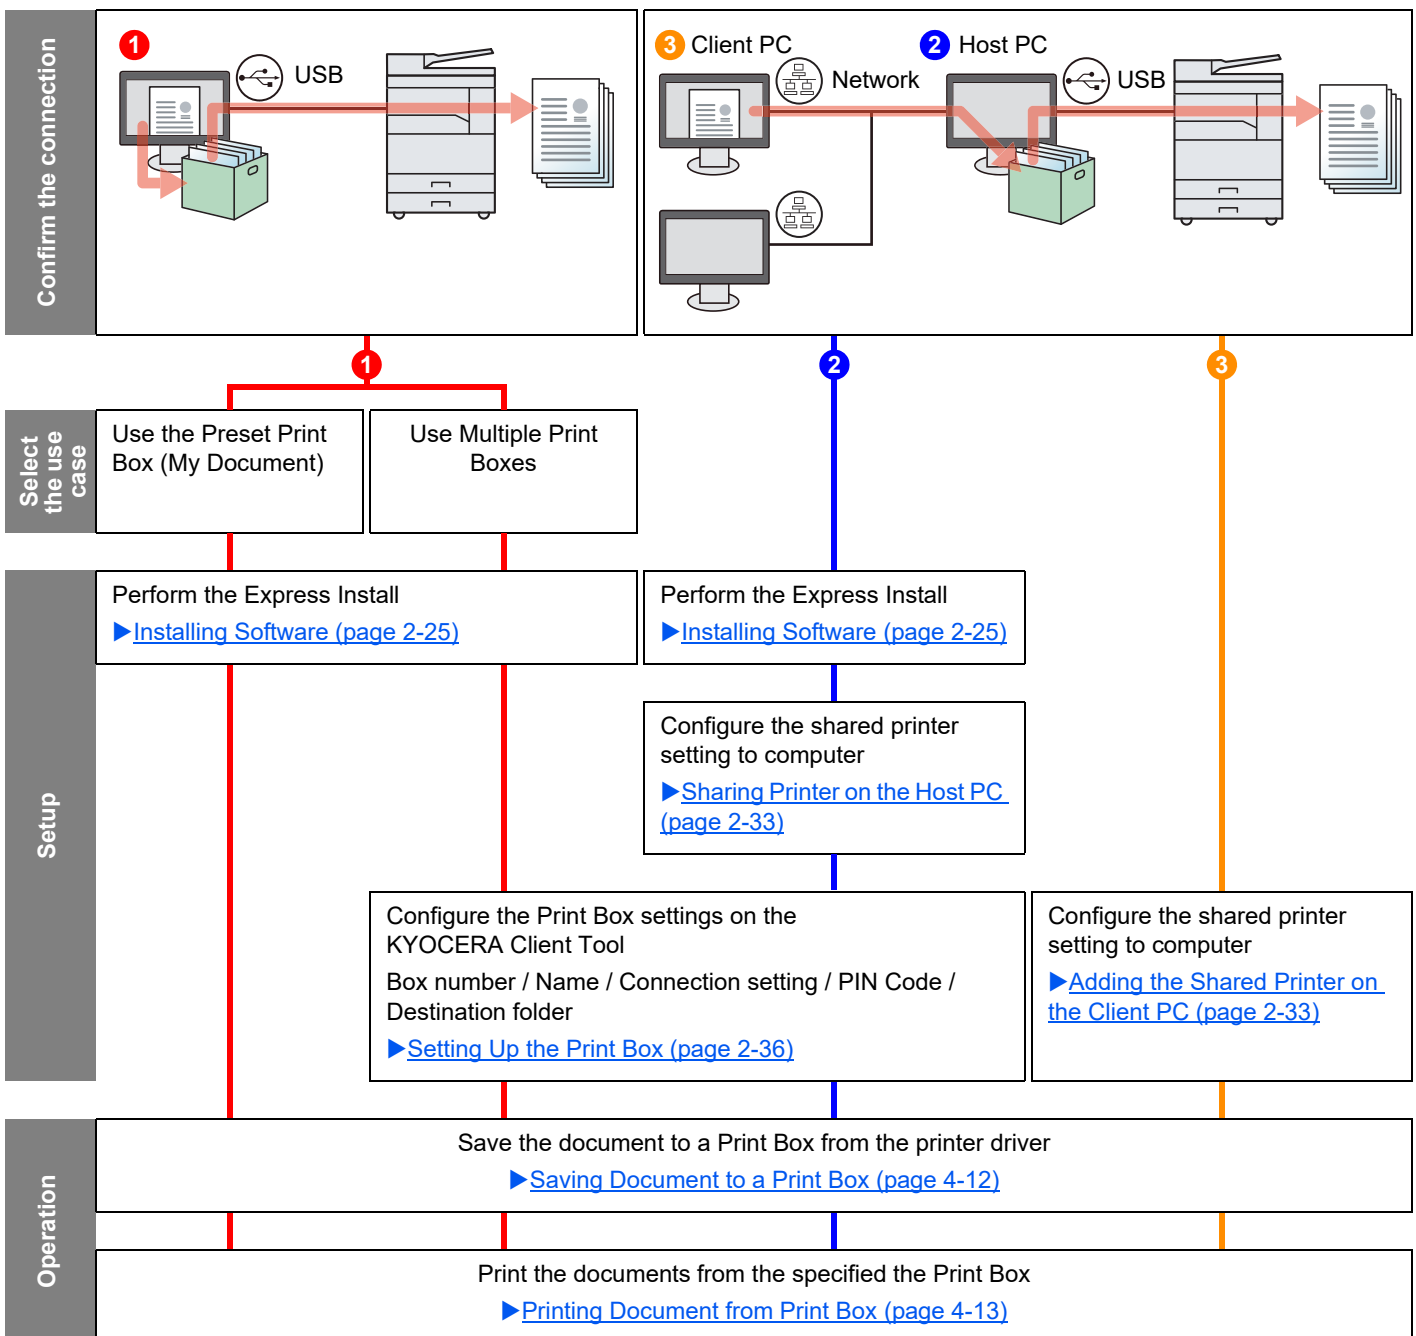 Confirm the connection
1
USB
3 Client PC
Network
2 Host PC
USB
1
2
3
Select
the use
case
Use the Preset Print
Box (My Document)
Use Multiple Print
Boxes
Setup
Perform the Express Install
▶Installing Software (page 2-25)
Perform the Express Install
▶Installing Software (page 2-25)
Configure the shared printer
setting to computer
▶Sharing Printer on the Host PC
(page 2-33)
Configure the Print Box settings on the
KYOCERA Client Tool
Box number / Name / Connection setting / PIN Code /
Destination folder
▶Setting Up the Print Box (page 2-36)
Configure the shared printer
setting to computer
▶Adding the Shared Printer on
the Client PC (page 2-33)
Operation
Save the document to a Print Box from the printer driver
▶Saving Document to a Print Box (page 4-12)
Print the documents from the specified the Print Box
▶Printing Document from Print Box (page 4-13)